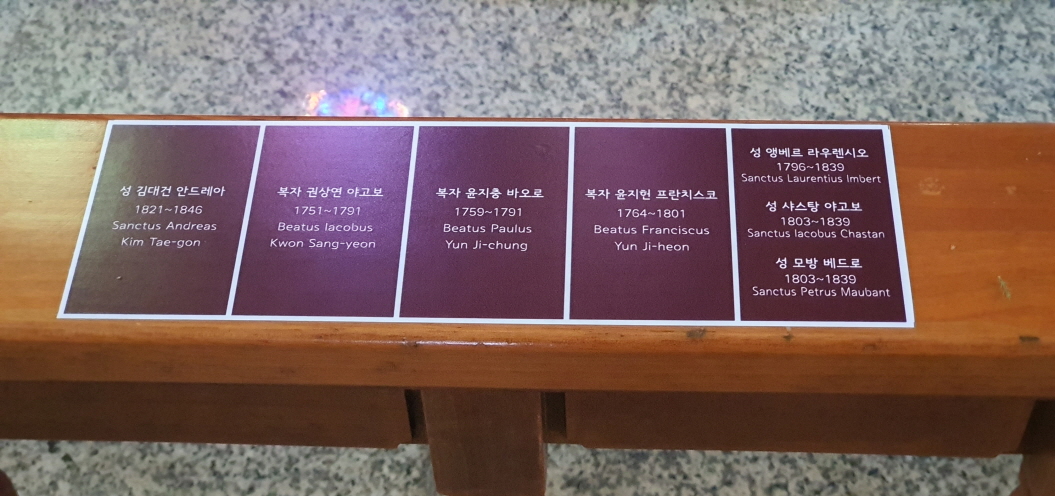 성 김대건 안드레아
1821~1846
Sanctus Andreas
Kim Tae-gon
복자 권상연 야고보
1751~1791
Beatus Iacobus
Kwon Sang-yeon
복자 윤지충 바오로
1759~1791
Beatus Paulus
Yun Ji-chung
복자 윤지헌 프란치스코
1764~1801
Beatus Franciscus
Yun Ji-heon
성 앵베르 라우렌시오
1796~1839
Sanctus Laurentius Imbert
성 샤스탕 야고보
1803~1839
Sanctus Iacobus Chastan
성 모방 베드로
1803~1839
Sanctus Petrus Maubant